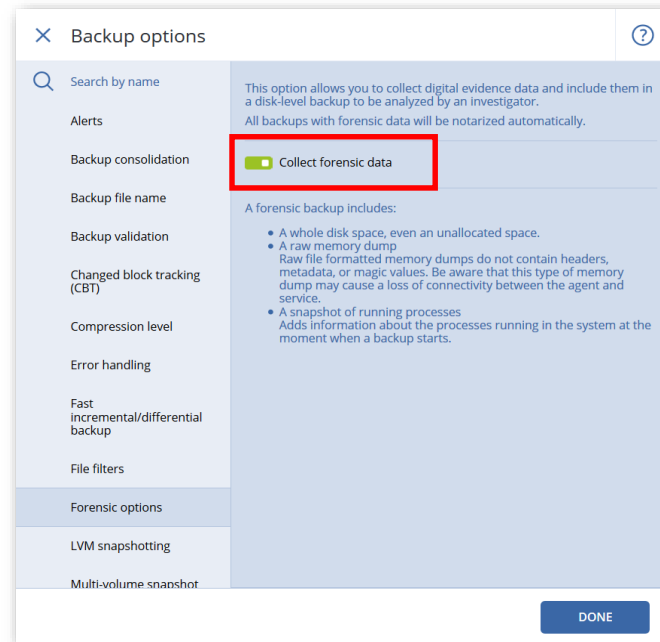 Backup options
Search by name
Alerts
Backup consolidation
Backup file name
Backup validation
Changed block tracking
(CBT)
Compression level
Error handling
Fast
incremental/differential
backup
File filters
Forensic options
LVM snapshotting
Multi-volume snapshot
This option allows you to collect digital evidence data and include them in
a disk-level backup to be analyzed by an investigator.
All backups with forensic data will be notarized automatically.
Collect forensic data
A forensic backup includes:
• A whole disk space, even an unallocated space.
• A raw memory dump
Raw file formatted memory dumps do not contain headers,
metadata, or magic values. Be aware that this type of memory
dump may cause a loss of connectivity between the agent and
service.
• A snapshot of running processes
Adds information about the processes running in the system at the
moment when a backup starts.
DONE